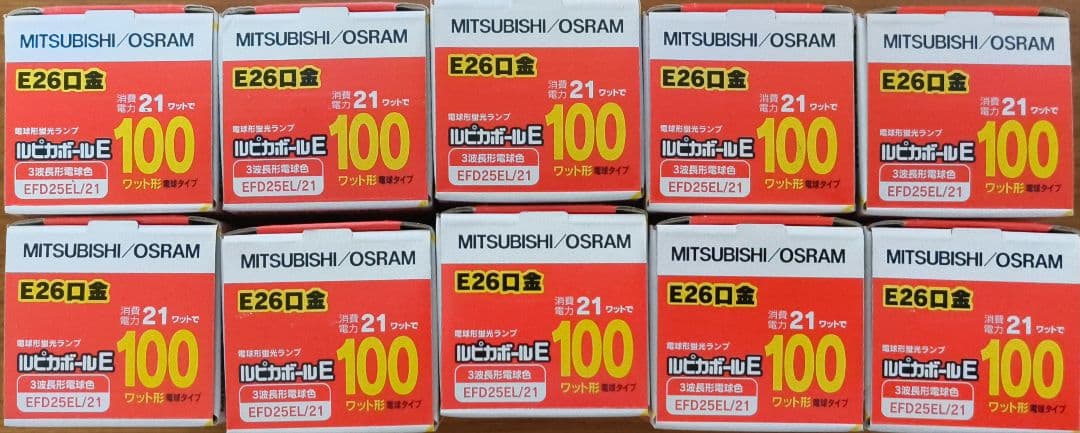 MITSUBISHI/OSRAM
E26口金
消費電力21ワットで
電球形蛍光ランプ
ルピカボールE
100
3波長形電球色
EFD25EL/21
ワット形電球タイプ
MITSUBISHI/OSRAM
E26口金
消費電力21ワットで
電球形蛍光ランプ
ルピカボールE
100
3波長形電球色
EFD25EL/21
ワット形電球タイプ
MITSUBISHI/OSRAM
E26口金
消費電力21ワットで
電球形蛍光ランプ
ルピカボールE
100
3波長形電球色
EFD25EL/21
ワット形電球タイプ
MITSUBISHI/OSRAM
E26口金
消費電力21ワットで
電球形蛍光ランプ
ルピカボールE
100
3波長形電球色
EFD25EL/21
ワット形電球タイプ
MITSUBISHI/OSRAM
E26口金
消費電力21ワットで
電球形蛍光ランプ
ルピカボールE
100
3波長形電球色
EFD25EL/21
ワット形電球タイプ
MITSUBISHI/OSRAM
E26口金
消費電力21ワットで
電球形蛍光ランプ
ルピカボールE
100
3波長形電球色
EFD25EL/21
ワット形電球タイプ
MITSUBISHI/OSRAM
E26口金
消費電力21ワットで
電球形蛍光ランプ
ルピカボールE
100
3波長形電球色
EFD25EL/21
ワット形電球タイプ
MITSUBISHI/OSRAM
E26口金
消費電力21ワットで
電球形蛍光ランプ
ルピカボールE
100
3波長形電球色
EFD25EL/21
ワット形電球タイプ
MITSUBISHI/OSRAM
E26口金
消費電力21ワットで
電球形蛍光ランプ
ルピカボールE
100
3波長形電球色
EFD25EL/21
ワット形電球タイプ
MITSUBISHI/OSRAM
E26口金
消費電力21ワットで
電球形蛍光ランプ
ルピカボールE
100
3波長形電球色
EFD25EL/21
ワット形電球タイプ